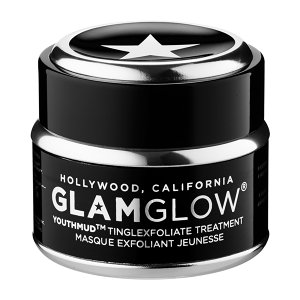 HOLLYWOOD, CALIFORNIA
GLAMGLOW®
YOUTHMUD™ TINGLEXFOLIATE TREATMENT
MASQUE EXFOLIANT JEUNESSE